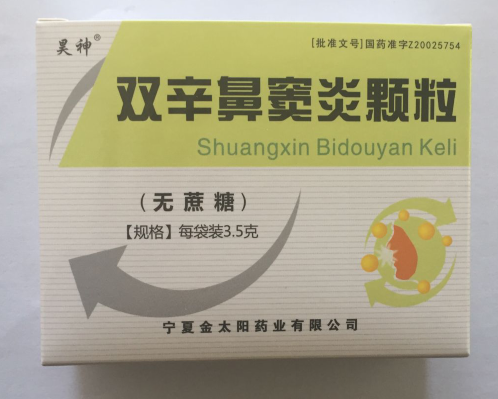 昊神®
[批准文号]国药准字Z20025754
双辛鼻窦炎颗粒
Shuangxin Bidouyan Keli
(无蔗糖)
【规格】每袋装3.5克
宁夏金太阳药业有限公司